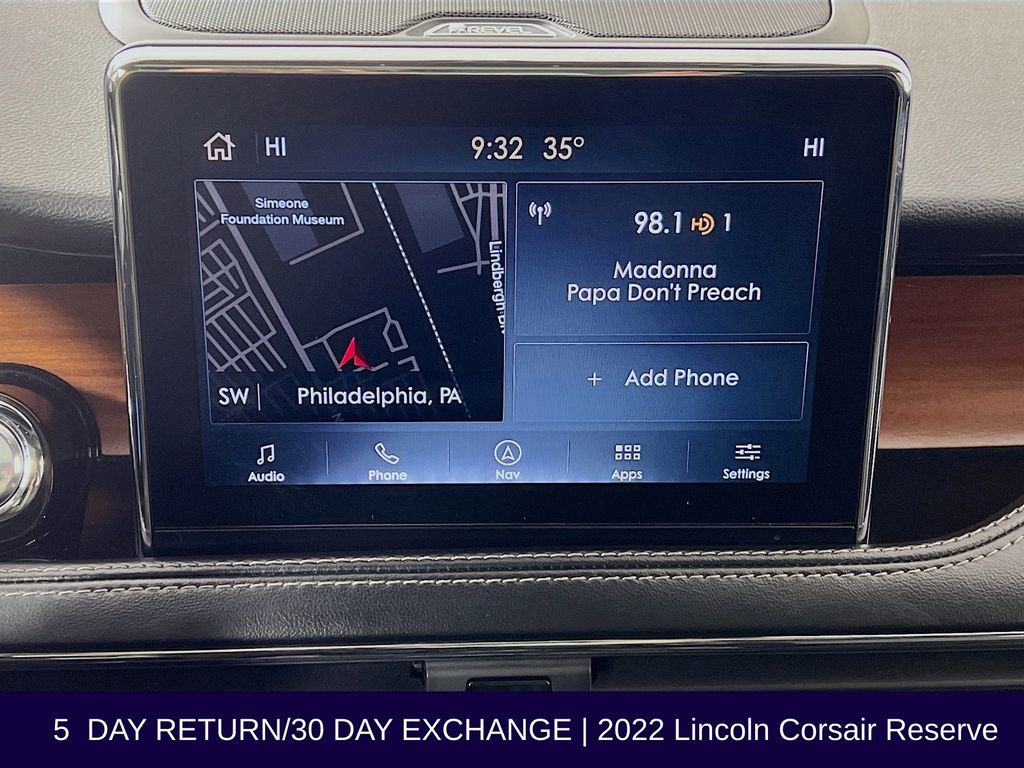 REVEL
HI
9:32 35°
HI
Simeone
Foundation Museum
Lindbergh
SW
Philadelphia, PA
98.1 HD 1
Madonna
Papa Don't Preach
+ Add Phone
Audio
Phone
Nav
Apps
Settings
5 DAY RETURN/30 DAY EXCHANGE | 2022 Lincoln Corsair Reserve